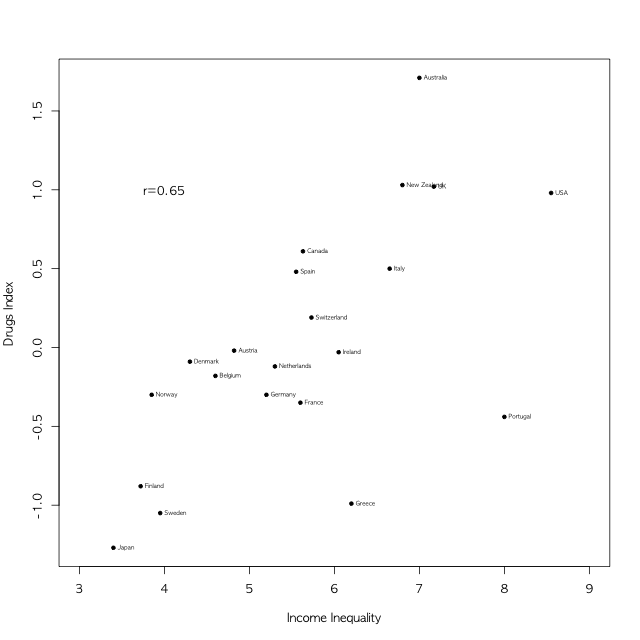 Australia
1.5
New Zealand
1.0
r=0.65
USA
Canada
0.5
Spain
Italy
Switzerland
Drugs Index
0.0
Austria
Ireland
Denmark
Netherlands
Belgium
Norway
Germany
France
-0.5
Portugal
Finland
-1.0
Greece
Sweden
Japan
3 4 5 6 7 8 9
Income Inequality